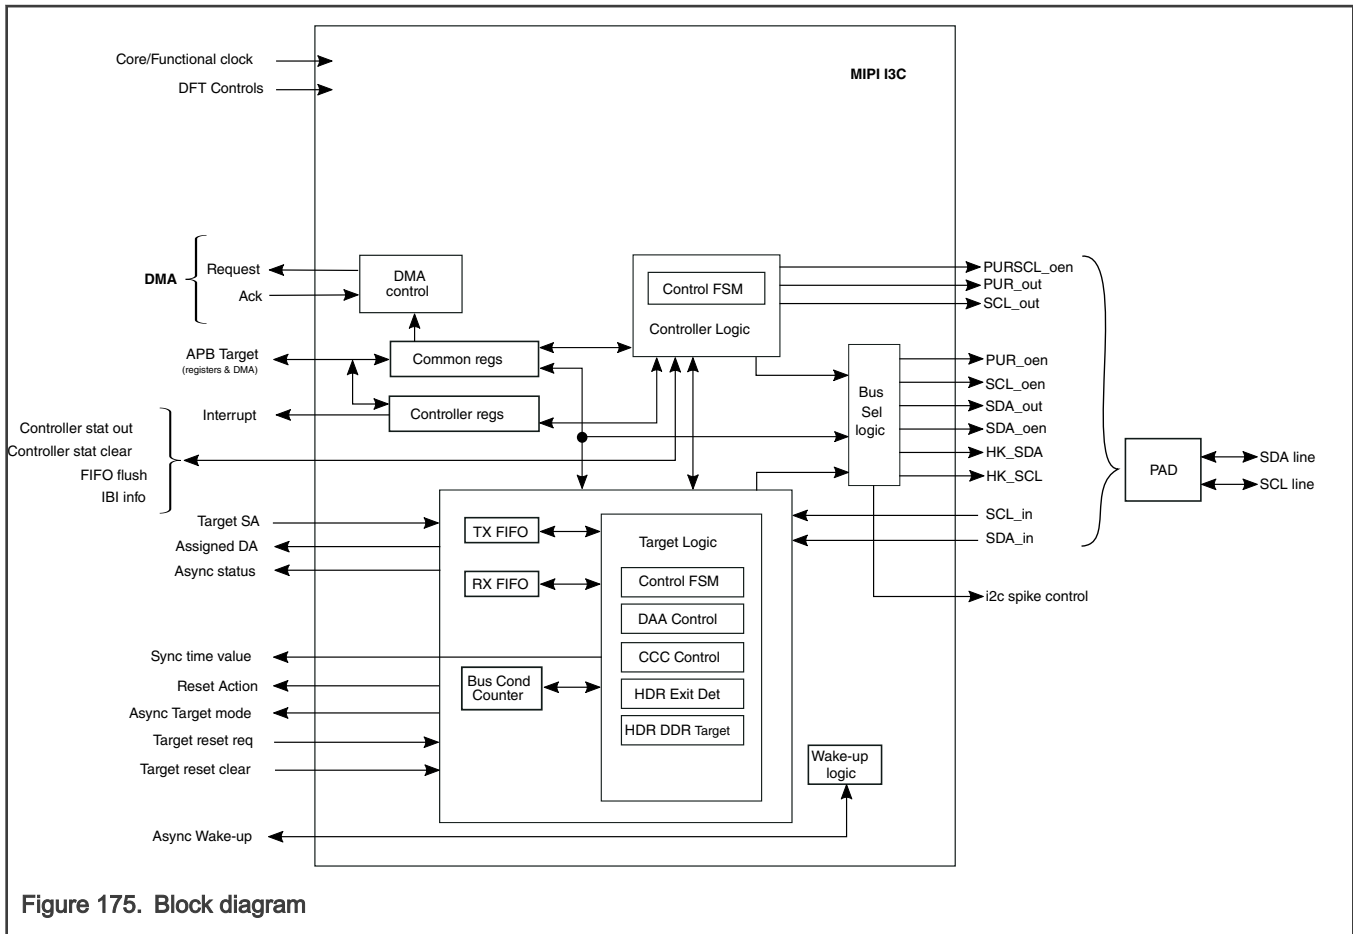 Core/Functional clock
DFT Controls
MIPI I3C
DMA
Request
Ack
DMA
control
Control FSM
Controller Logic
PURSCL_oen
PUR_out
SCL_out
APB Target
(registers & DMA)
Common regs
Interrupt
Controller regs
Bus
Sel
logic
PUR_oen
SCL_oen
SDA_out
SDA_oen
HK_SDA
HK_SCL
Controller stat out
Controller stat clear
FIFO flush
IBI info
PAD
SDA line
SCL line
SCL_in
SDA_in
i2c spike control
Target SA
Assigned DA
Async status
TX FIFO
RX FIFO
Target Logic
Control FSM
DAA Control
CCC Control
HDR Exit Det
HDR DDR Target
Sync time value
Reset Action
Async Target mode
Target reset req
Target reset clear
Bus Cond
Counter
Wake-up
logic
Async Wake-up
Figure 175. Block diagram